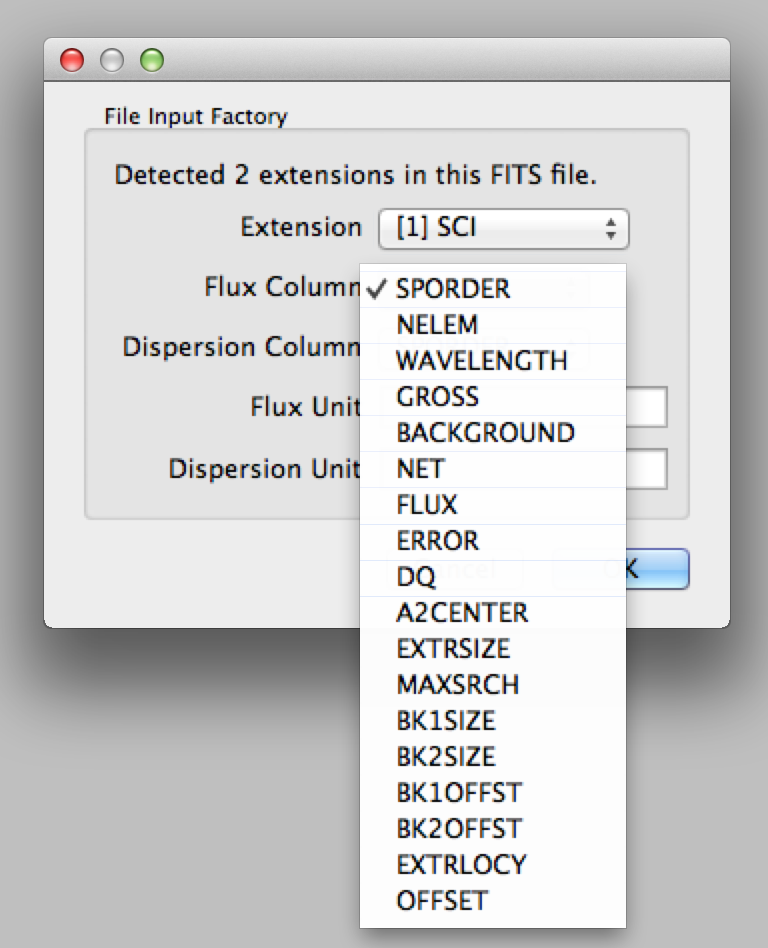 File Input Factory
Detected 2 extensions in this FITS file.
Extension [1] SCI
Flux Column SPORDER
NELEM
Dispersion Column
WAVELENGTH
GROSS
Flux Unit
BACKGROUND
NET
Dispersion Unit
FLUX
ERROR
DQ
A2CENTER
EXTRSIZE
MAXSRCH
BK1SIZE
BK2SIZE
BK1OFFST
BK2OFFST
EXTRLOCY
OFFSET